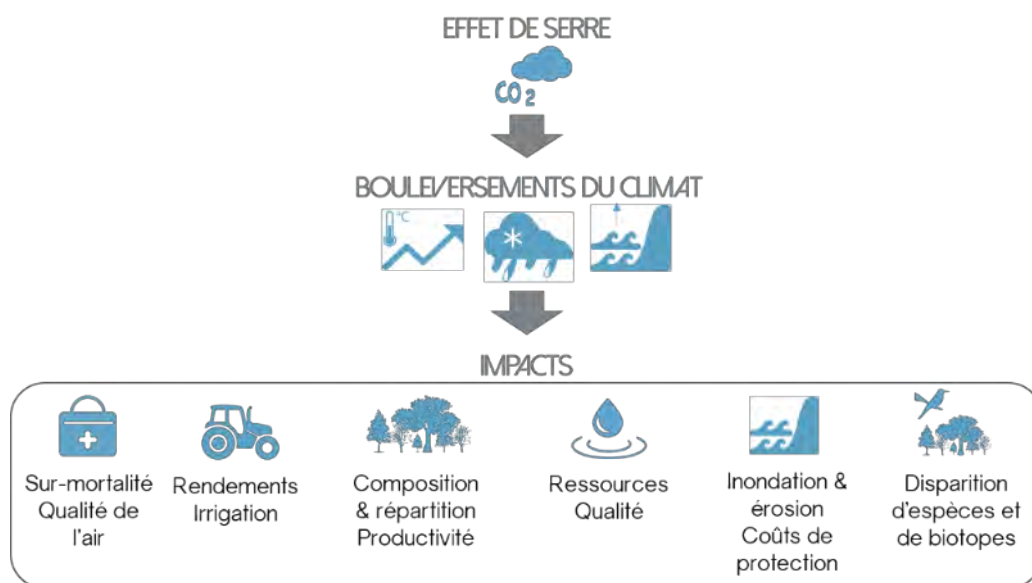 EFFET DE SERRE
CO2
BOULEVERSEMENTS DU CLIMAT
°C
IMPACTS
Sur-mortalité
Qualité de
l'air
Rendements
Irrigation
Composition
& répartition
Productivité
Ressources
Qualité
Inondation &
érosion
Coûts de
protection
Disparition
d'espèces et
de biotopes